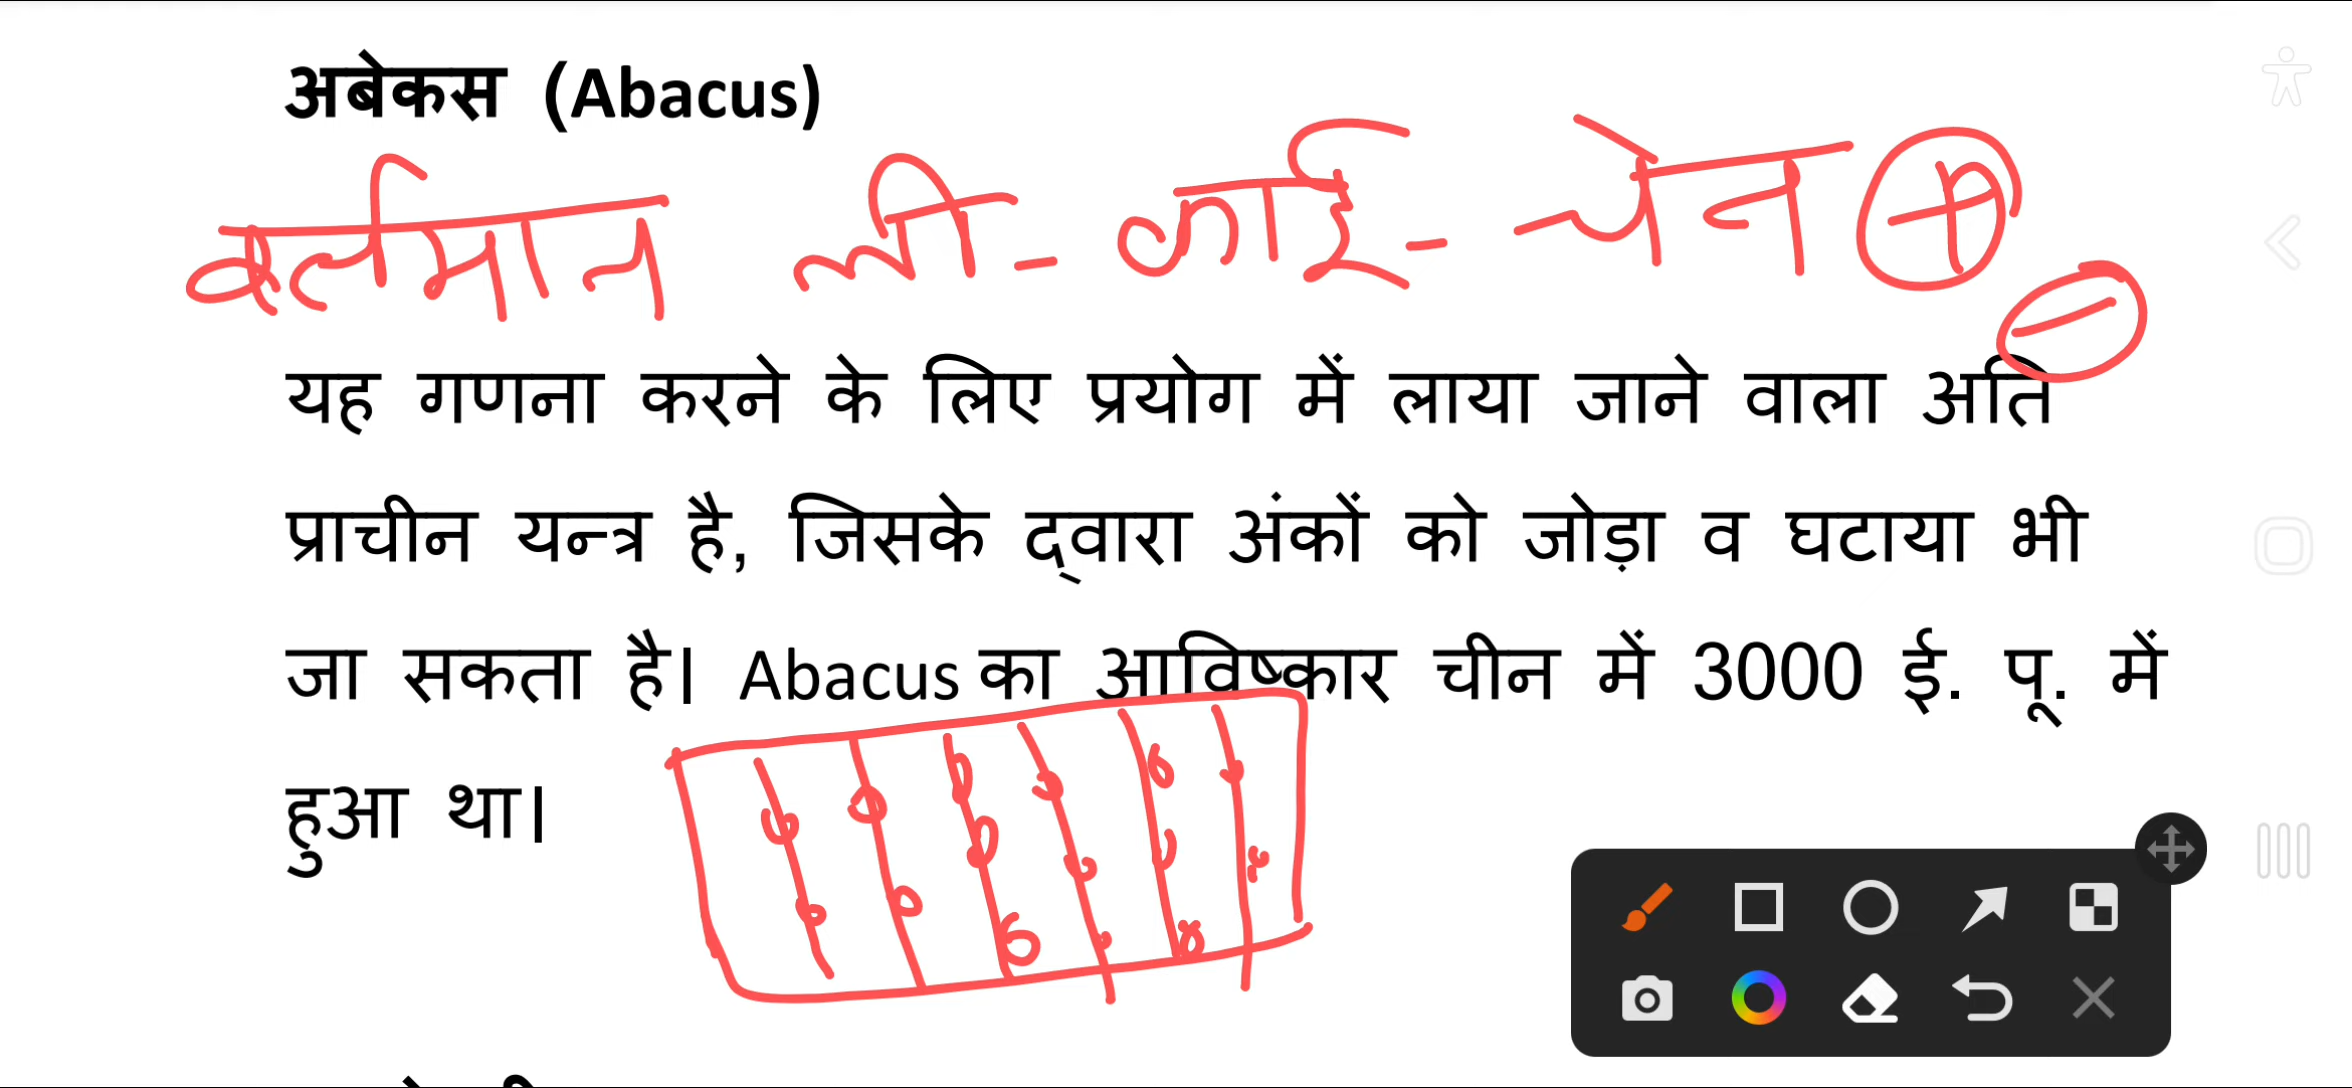 अबेकस (Abacus)
वर्तमान ली - काई - चेन + -
यह गणना करने के लिए प्रयोग में लाया जाने वाला अति
प्राचीन यन्त्र है, जिसके द्वारा अंकों को जोड़ा व घटाया भी
जा सकता है। Abacus का आविष्कार चीन में 3000 ई. पू. में
हुआ था।